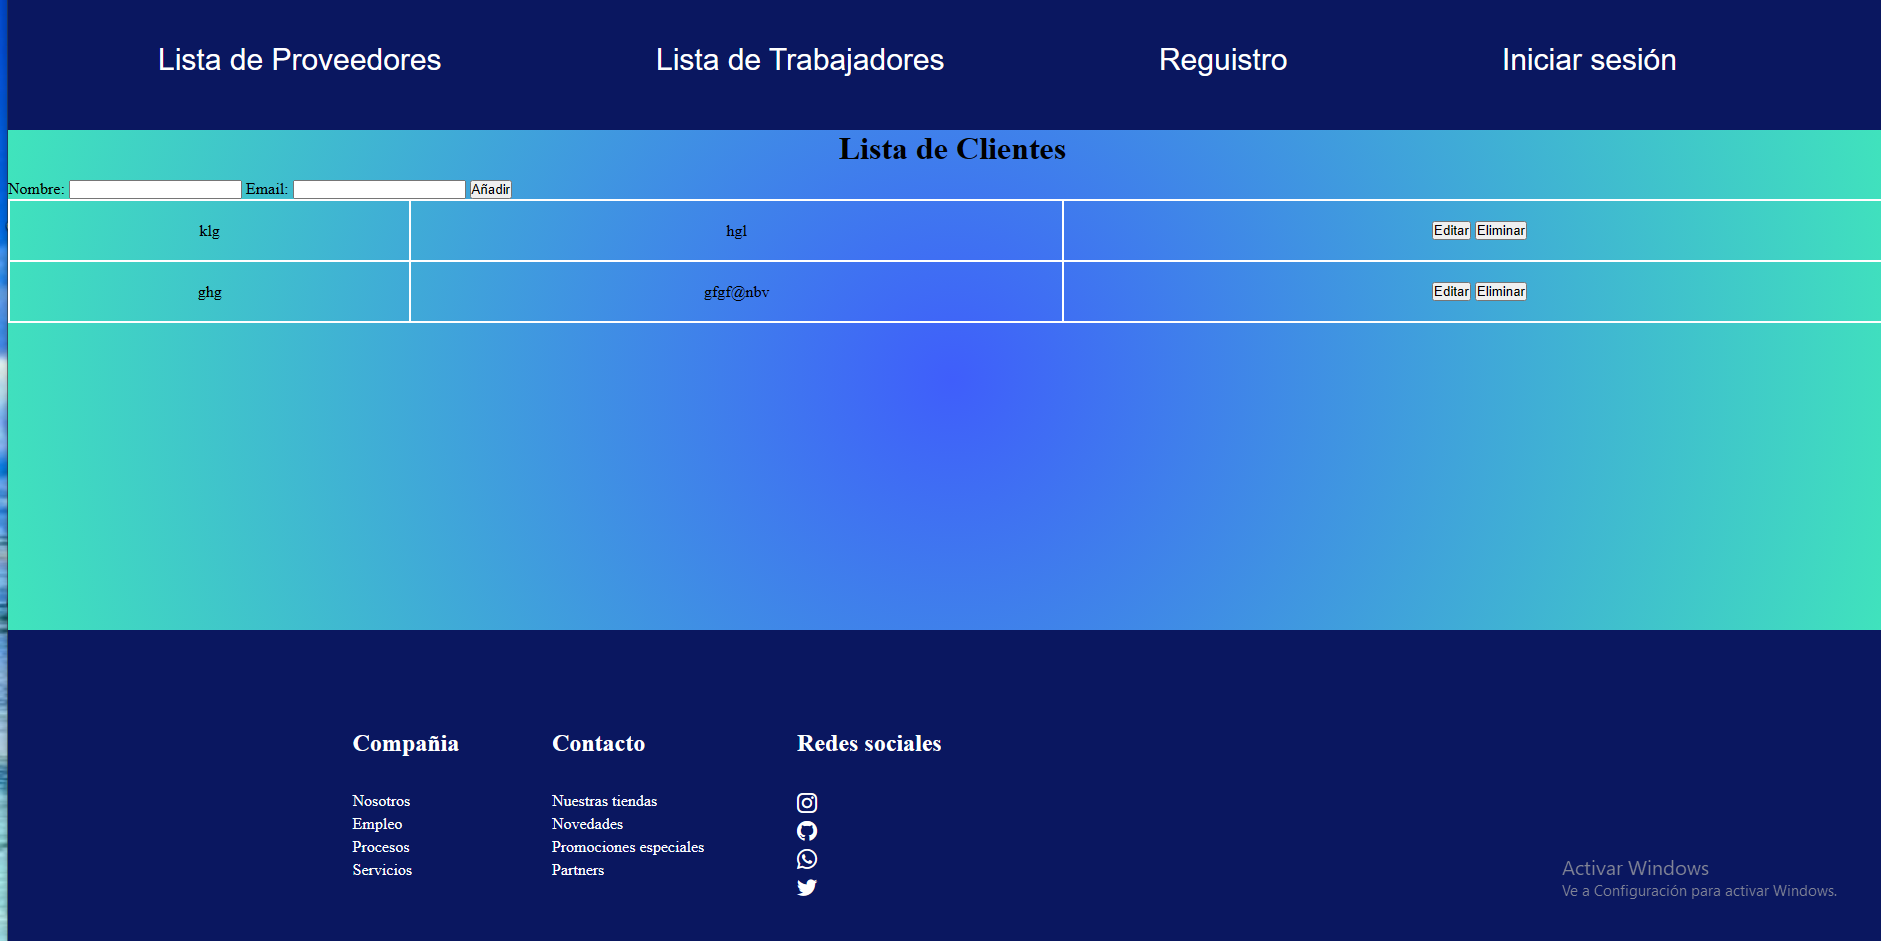 Lista de Proveedores Lista de Trabajadores Reguistro Iniciar sesión
Lista de Clientes
Nombre: Email: Añadir
klg hgl Editar Eliminar
ghg gfgf@nbv Editar Eliminar
Compañia Contacto Redes sociales
Nosotros Nuestras tiendas
Empleo Novedades
Procesos Promociones especiales
Servicios Partners
Activar Windows
Ve a Configuración para activar Windows.